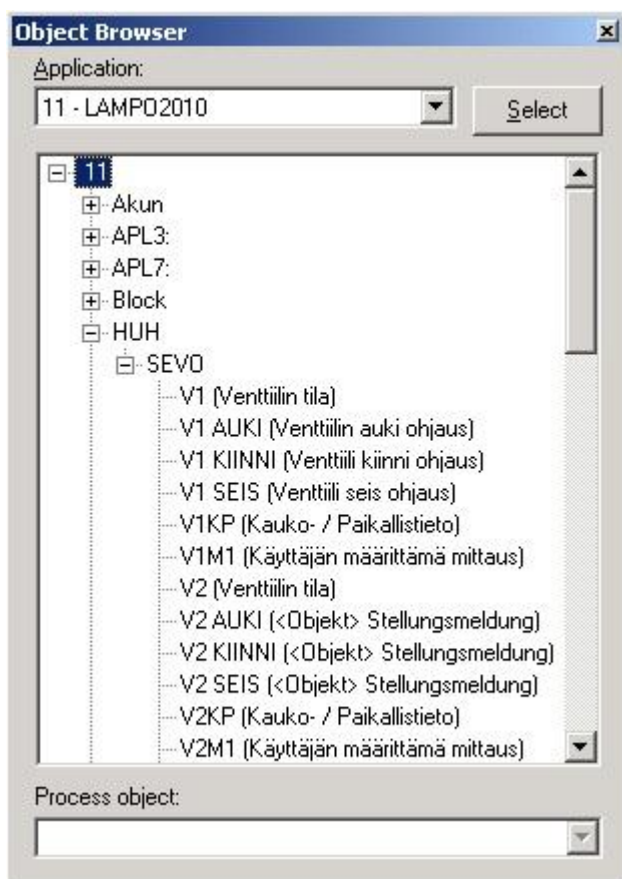 Object Browser
Application:
11 - LAMPO2010
Select
11
Akun
APL3:
APL7:
Block
HUH
SEVO
V1 (Venttiilin tila)
V1 AUKI (Venttiilin auki ohjaus)
V1 KIINNI (Venttiili kiinni ohjaus)
V1 SEIS (Venttiili seis ohjaus)
V1KP (Kauko- / Paikallistieto)
V1M1 (Käyttäjän määrittämä mittaus)
V2 (Venttiilin tila)
V2 AUKI (<Objekt> Stellungsmeldung)
V2 KIINNI (<Objekt> Stellungsmeldung)
V2 SEIS (<Objekt> Stellungsmeldung)
V2KP (Kauko- / Paikallistieto)
V2M1 (Käyttäjän määrittämä mittaus)
Process object: